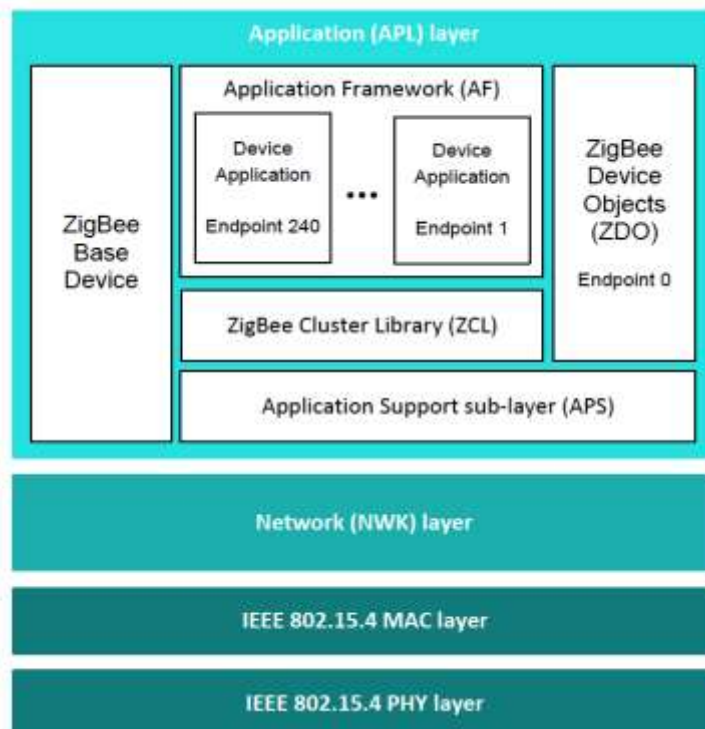 Application (APL) layer
ZigBee
Base
Device
Application Framework (AF)
Device
Application
Endpoint 240
...
Device
Application
Endpoint 1
ZigBee
Device
Objects
(ZDO)
Endpoint 0
ZigBee Cluster Library (ZCL)
Application Support sub-layer (APS)
Network (NWK) layer
IEEE 802.15.4 MAC layer
IEEE 802.15.4 PHY layer